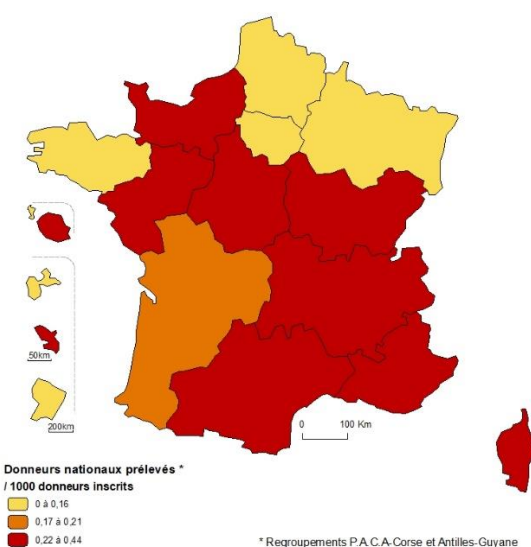 50km
200km
0 100 Km
Donneurs nationaux prélevés *
/ 1000 donneurs inscrits
0 à 0,16
0,17 à 0,21
0,22 à 0,44
* Regroupements P.A.C.A-Corse et Antilles-Guyane